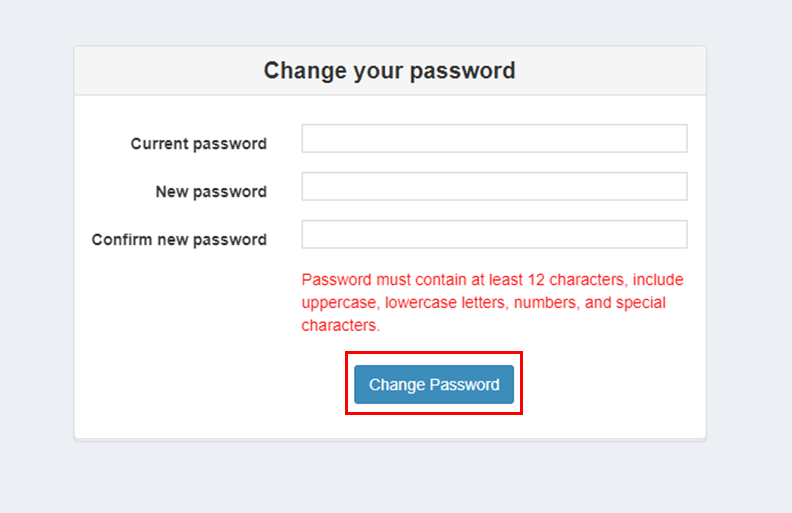 Change your password
Current password
New password
Confirm new password
Password must contain at least 12 characters, include
uppercase, lowercase letters, numbers, and special
characters.
Change Password